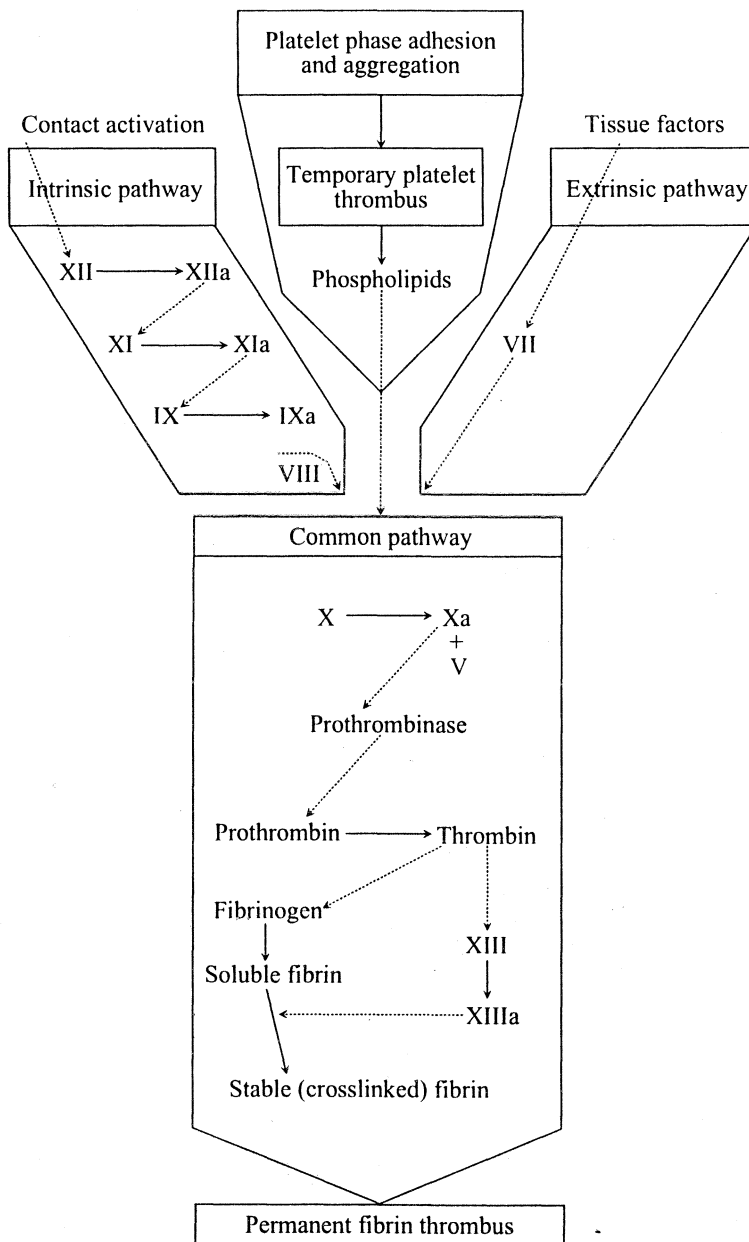 Platelet phase adhesion
and aggregation
Contact activation
Tissue factors
Intrinsic pathway
Temporary platelet
thrombus
Extrinsic pathway
Phospholipids
XII XIIa
XI XIa
VII
IX IXa
VIII
Common pathway
X Xa
+
V
Prothrombinase
Prothrombin Thrombin
Fibrinogen
XIII
Soluble fibrin
XIIIa
Stable (crosslinked) fibrin
Permanent fibrin thrombus